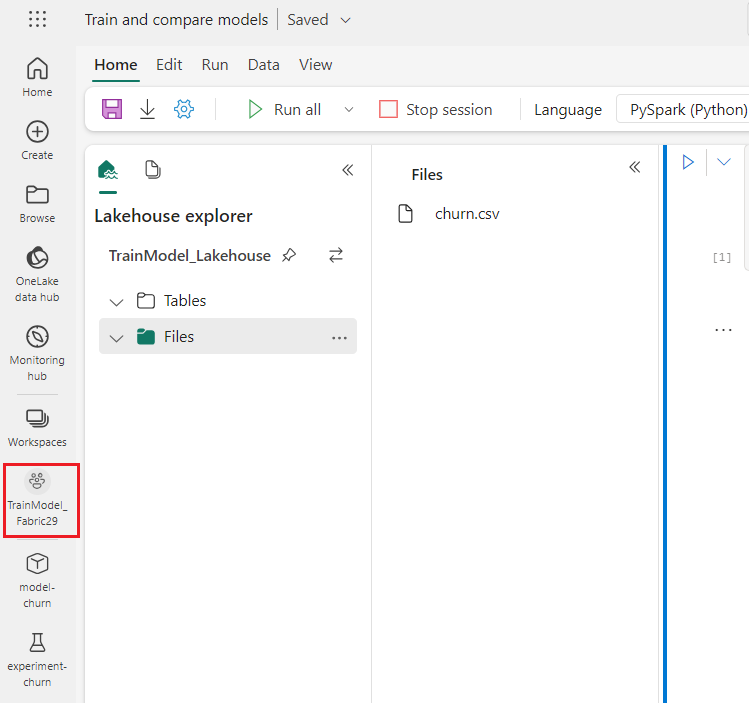 Train and compare models
Saved
Home
Edit
Run
Data
View
Run all
Stop session
Language
PySpark (Python)
Home
Create
Browse
OneLake
data hub
Monitoring
hub
Workspaces
TrainModel_
Fabric29
model-
churn
experiment-
churn
Lakehouse explorer
TrainModel_Lakehouse
Tables
Files
...
Files
churn.csv
[1]
...